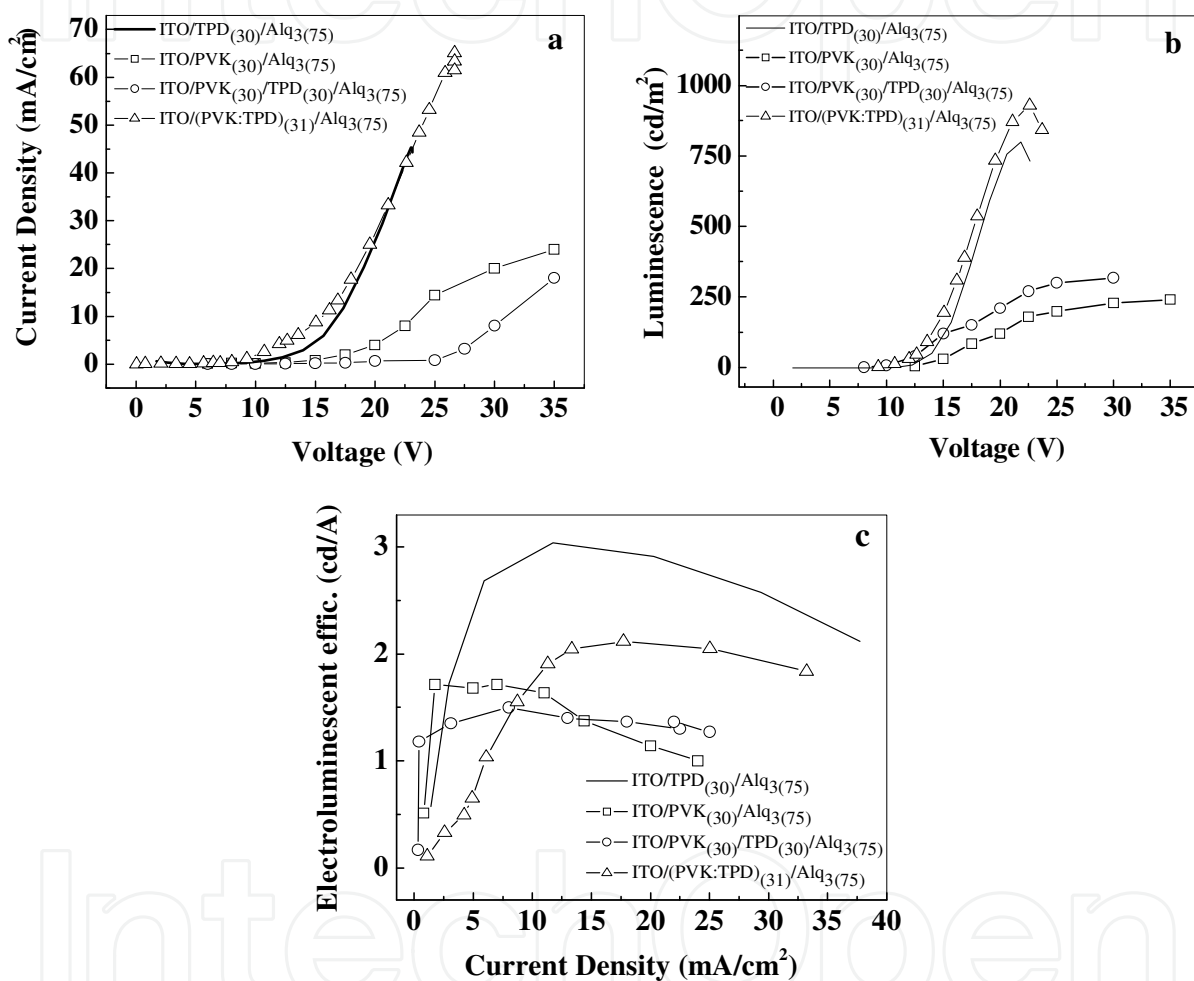 a
ITO/TPD(30)/Alq3(75)
ITO/PVK(30)/Alq3(75)
ITO/PVK(30)/TPD(30)/Alq3(75)
ITO/(PVK:TPD)(31)/Alq3(75)
Current Density (mA/cm²)
70
60
50
40
30
20
10
0
0 5 10 15 20 25 30 35
Voltage (V)
b
ITO/TPD(30)/Alq3(75)
ITO/PVK(30)/Alq3(75)
ITO/PVK(30)/TPD(30)/Alq3(75)
ITO/(PVK:TPD)(31)/Alq3(75)
Luminescence (cd/m²)
1000
750
500
250
0
0 5 10 15 20 25 30 35
Voltage (V)
c
Electroluminescent effic. (cd/A)
3
2
1
0
ITO/TPD(30)/Alq3(75)
ITO/PVK(30)/Alq3(75)
ITO/PVK(30)/TPD(30)/Alq3(75)
ITO/(PVK:TPD)(31)/Alq3(75)
0 5 10 15 20 25 30 35 40
Current Density (mA/cm²)
IntechOpen